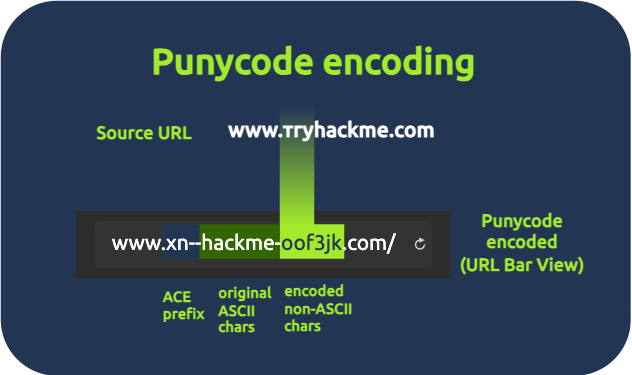 Punycode encoding
Source URL
www.тryhackme.com
www.xn--hackme-oof3jk.com/
Punycode
encoded
(URL Bar View)
ACE
prefix
original
ASCII
chars
encoded
non-ASCII
chars